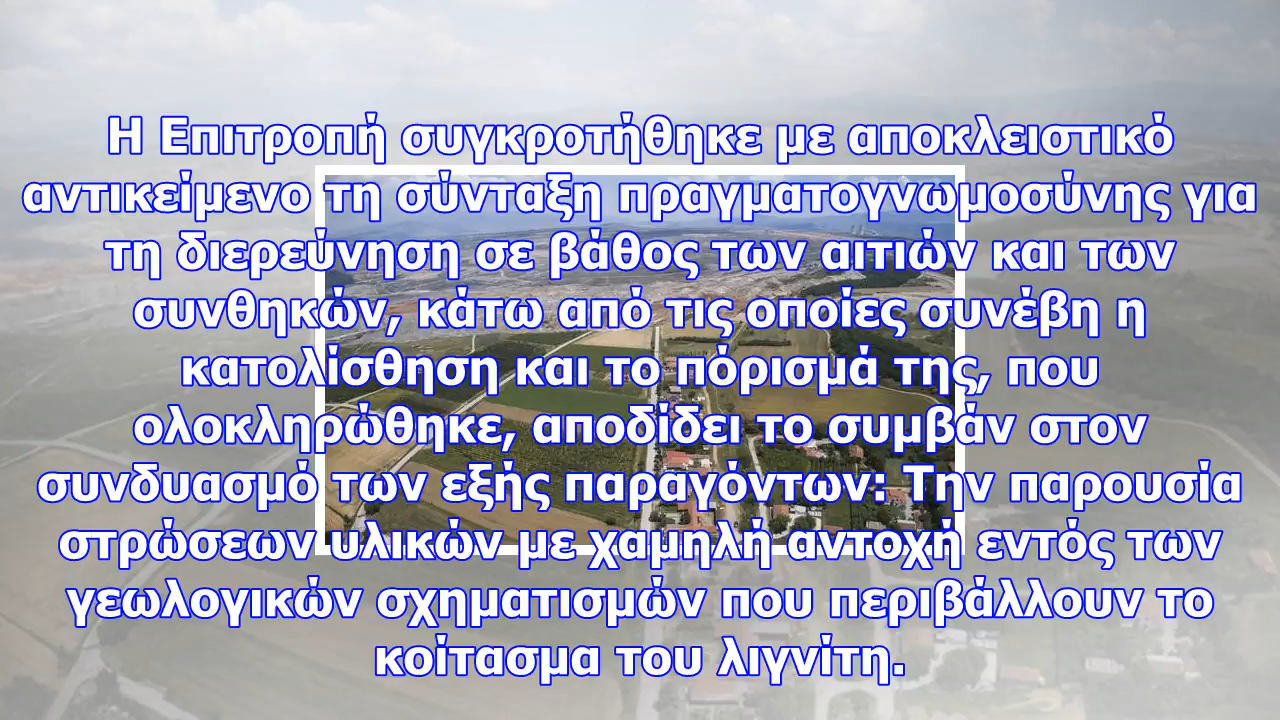 Η Επιτροπή συγκροτήθηκε με αποκλειστικό
αντικείμενο τη σύνταξη πραγματογνωμοσύνης για
τη διερεύνηση σε βάθος των αιτιών και των
συνθηκών, κάτω από τις οποίες συνέβη η
κατολίσθηση και το πόρισμά της, που
ολοκληρώθηκε, αποδίδει το συμβάν στον
συνδυασμό των εξής παραγόντων: Την παρουσία
στρώσεων υλικών με χαμηλή αντοχή εντός των
γεωλογικών σχηματισμών που περιβάλλουν το
κοίτασμα του λιγνίτη.